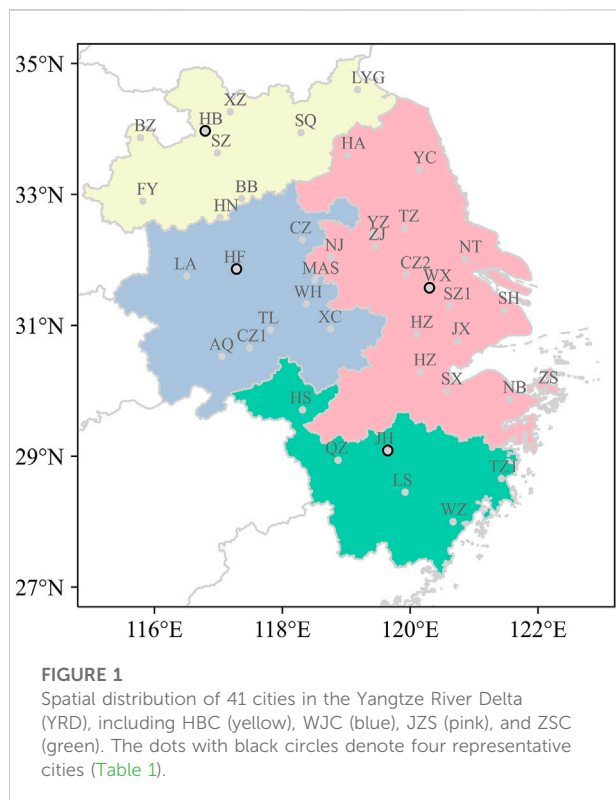 35°N
LYG
XZ
HB
BZ
SQ
SZ
HA
YC
33°N
FY
BB
HN
CZ
YZ
TZ
ZJ
NJ
NT
LA
HF
MAS
CZ2
WX
WH
SZ1
SH
31°N
TL
XC
HZ
JX
AQ
CZ1
HZ
SX
NB
ZS
HS
29°N
QZ
JH
TZ1
LS
WZ
27°N
116°E 118°E 120°E 122°E
FIGURE 1
Spatial distribution of 41 cities in the Yangtze River Delta
(YRD), including HBC (yellow), WJC (blue), JZS (pink), and ZSC
(green). The dots with black circles denote four representative
cities (Table 1).